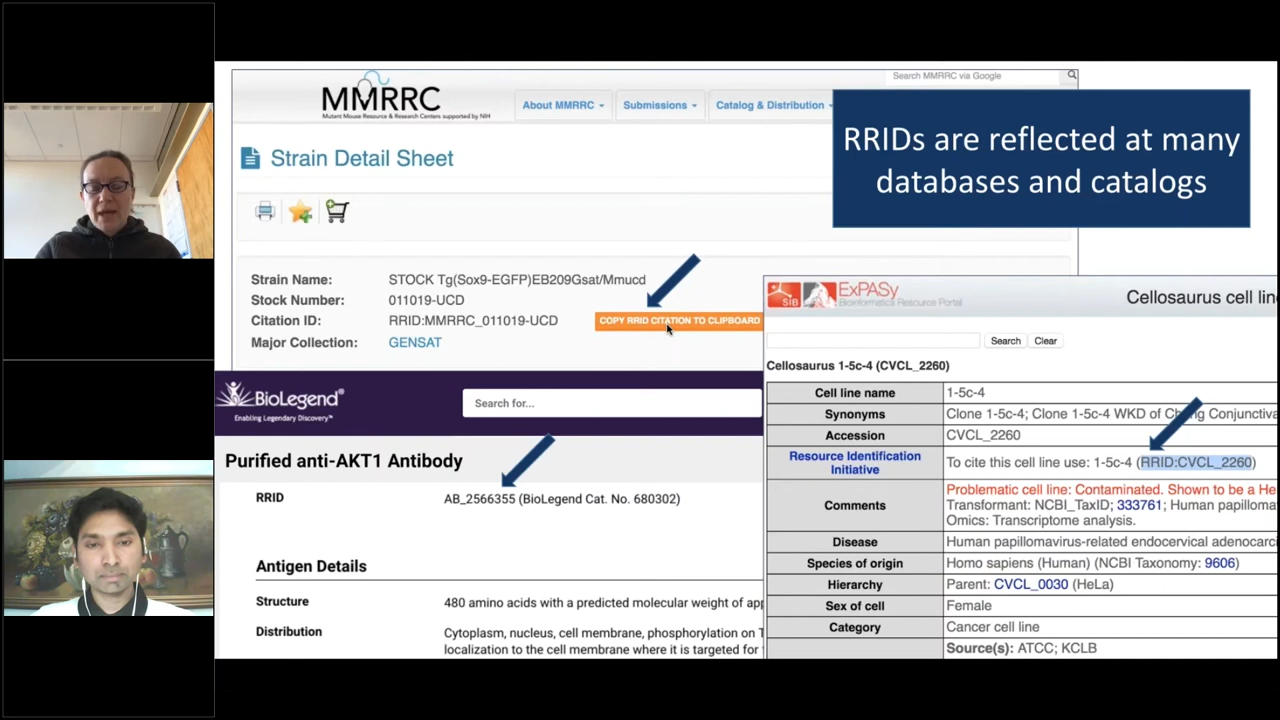 MMRRC
Mutant Mouse Resource & Research Centers supported by NIH
About MMRRC
Submissions
Catalog & Distribution
Search MMRRC via Google
RRIDs are reflected at many
databases and catalogs
Strain Detail Sheet
Strain Name: STOCK Tg(Sox9-EGFP)EB209Gsat/Mmucd
Stock Number: 011019-UCD
Citation ID: RRID:MMRRC_011019-UCD COPY RRID CITATION TO CLIPBOARD
Major Collection: GENSAT
BioLegend®
Enabling Legendary Discovery™
Search for...
Purified anti-AKT1 Antibody
RRID AB_2566355 (BioLegend Cat. No. 680302)
Antigen Details
Structure 480 amino acids with a predicted molecular weight of
Distribution Cytoplasm, nucleus, cell membrane, phosphorylation on
localization to the cell membrane where it is targeted for
SIB
ExPASy
Bioinformatics Resource Portal
Cellosaurus cell
Search Clear
Cellosaurus 1-5c-4 (CVCL_2260)
Cell line name 1-5c-4
Synonyms Clone 1-5c-4; Clone 1-5c-4 WKD of
Accession CVCL_2260
Resource Identification
Initiative
To cite this cell line use: 1-5c-4 (RRID:CVCL_2260)
Comments
Problematic cell line: Contaminated. Shown to be a
Transformant: NCBI_TaxID; 333761; Human
Omics: Transcriptome analysis.
Disease Human papillomavirus-related endocervical
Species of origin Homo sapiens (Human) (NCBI Taxonomy: 9606)
Hierarchy Parent: CVCL_0030 (HeLa)
Sex of cell Female
Category Cancer cell line
Source(s): ATCC; KCLB